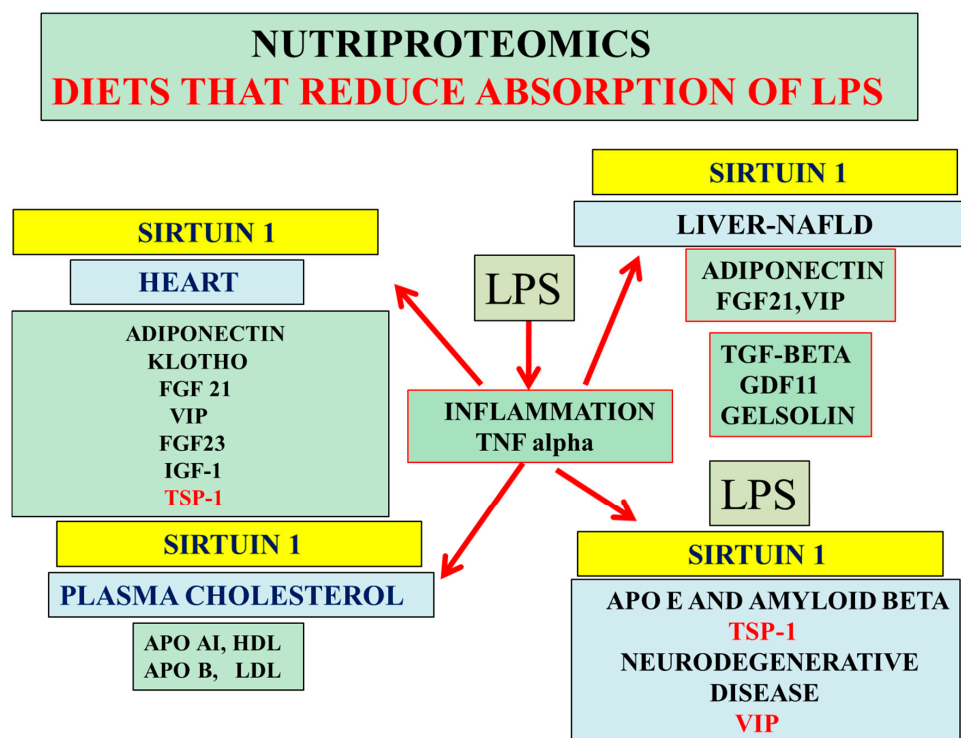 NUTRIPROTEOMICS
DIETS THAT REDUCE ABSORPTION OF LPS
SIRTUIN 1
HEART
ADIPONECTIN
KLOTHO
FGF 21
VIP
FGF23
IGF-1
TSP-1
SIRTUIN 1
PLASMA CHOLESTEROL
APO AI, HDL
APO B, LDL
LPS
INFLAMMATION
TNF alpha
SIRTUIN 1
LIVER-NAFLD
ADIPONECTIN
FGF21,VIP
TGF-BETA
GDF11
GELSOLIN
LPS
SIRTUIN 1
APO E AND AMYLOID BETA
TSP-1
NEURODEGENERATIVE
DISEASE
VIP